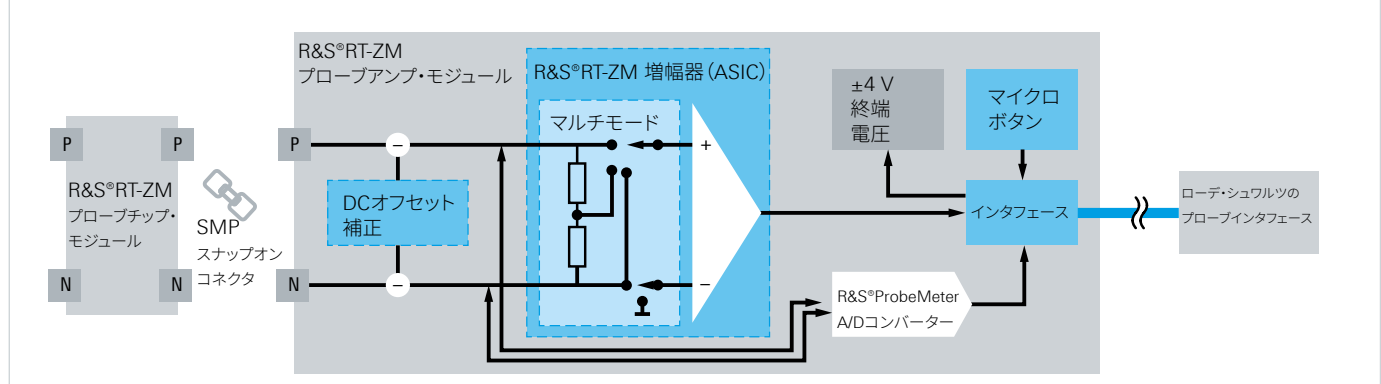 R&S®RT-ZM
プローブアンプ・モジュール
R&S®RT-ZM 増幅器(ASIC)
マルチモード
±4 V
終端
電圧
マイクロ
ボタン
P
P
P
R&S®RT-ZM
プローブチップ・
モジュール
SMP
スナップオン
コネクタ
DCオフセット
補正
インタフェース
ローデ・シュワルツの
プローブインタフェース
N
N
N
−
−
+
−
R&S®ProbeMeter
A/Dコンバーター